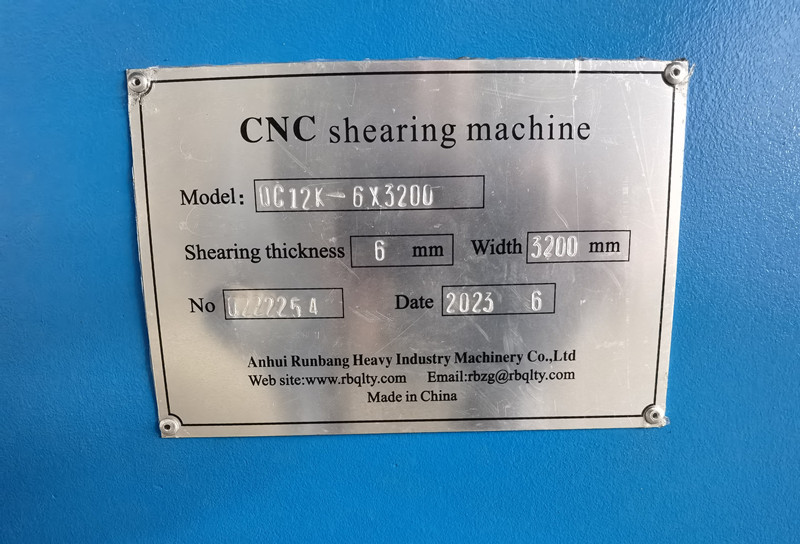 CNC shearing machine
Model: QC12K-6X3200
Shearing thickness 6 mm Width 3200 mm
No Date 2023 6
Anhui Runbang Heavy Industry Machinery Co.,Ltd
Web site:www.rbqlty.com Email:rbzg@rbqlty.com
Made in China